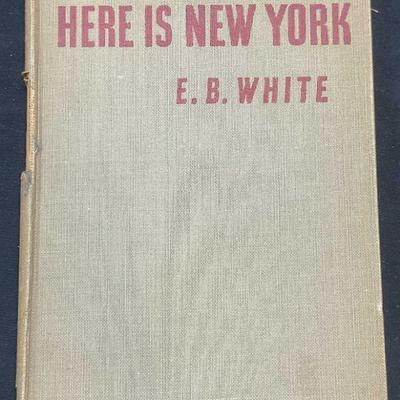 HERE IS NEW YORK
E. B. WHITE